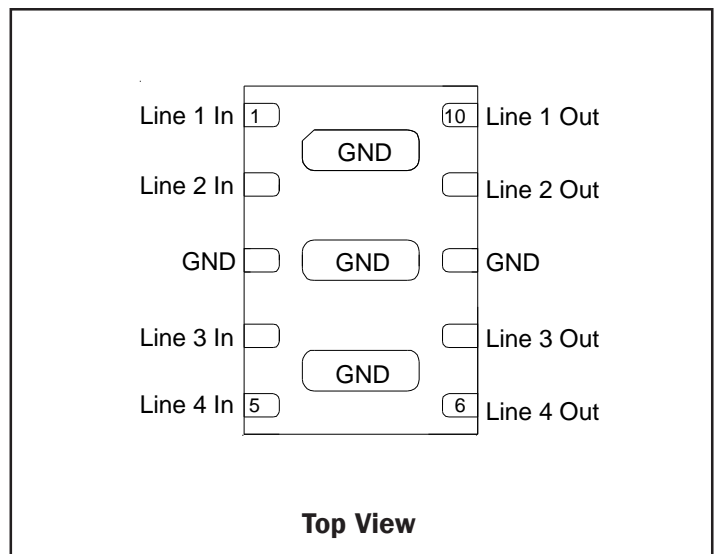 Line 1 In 1 10 Line 1 Out
GND
Line 2 In Line 2 Out
GND GND GND
Line 3 In Line 3 Out
GND
Line 4 In 5 6 Line 4 Out
Top View